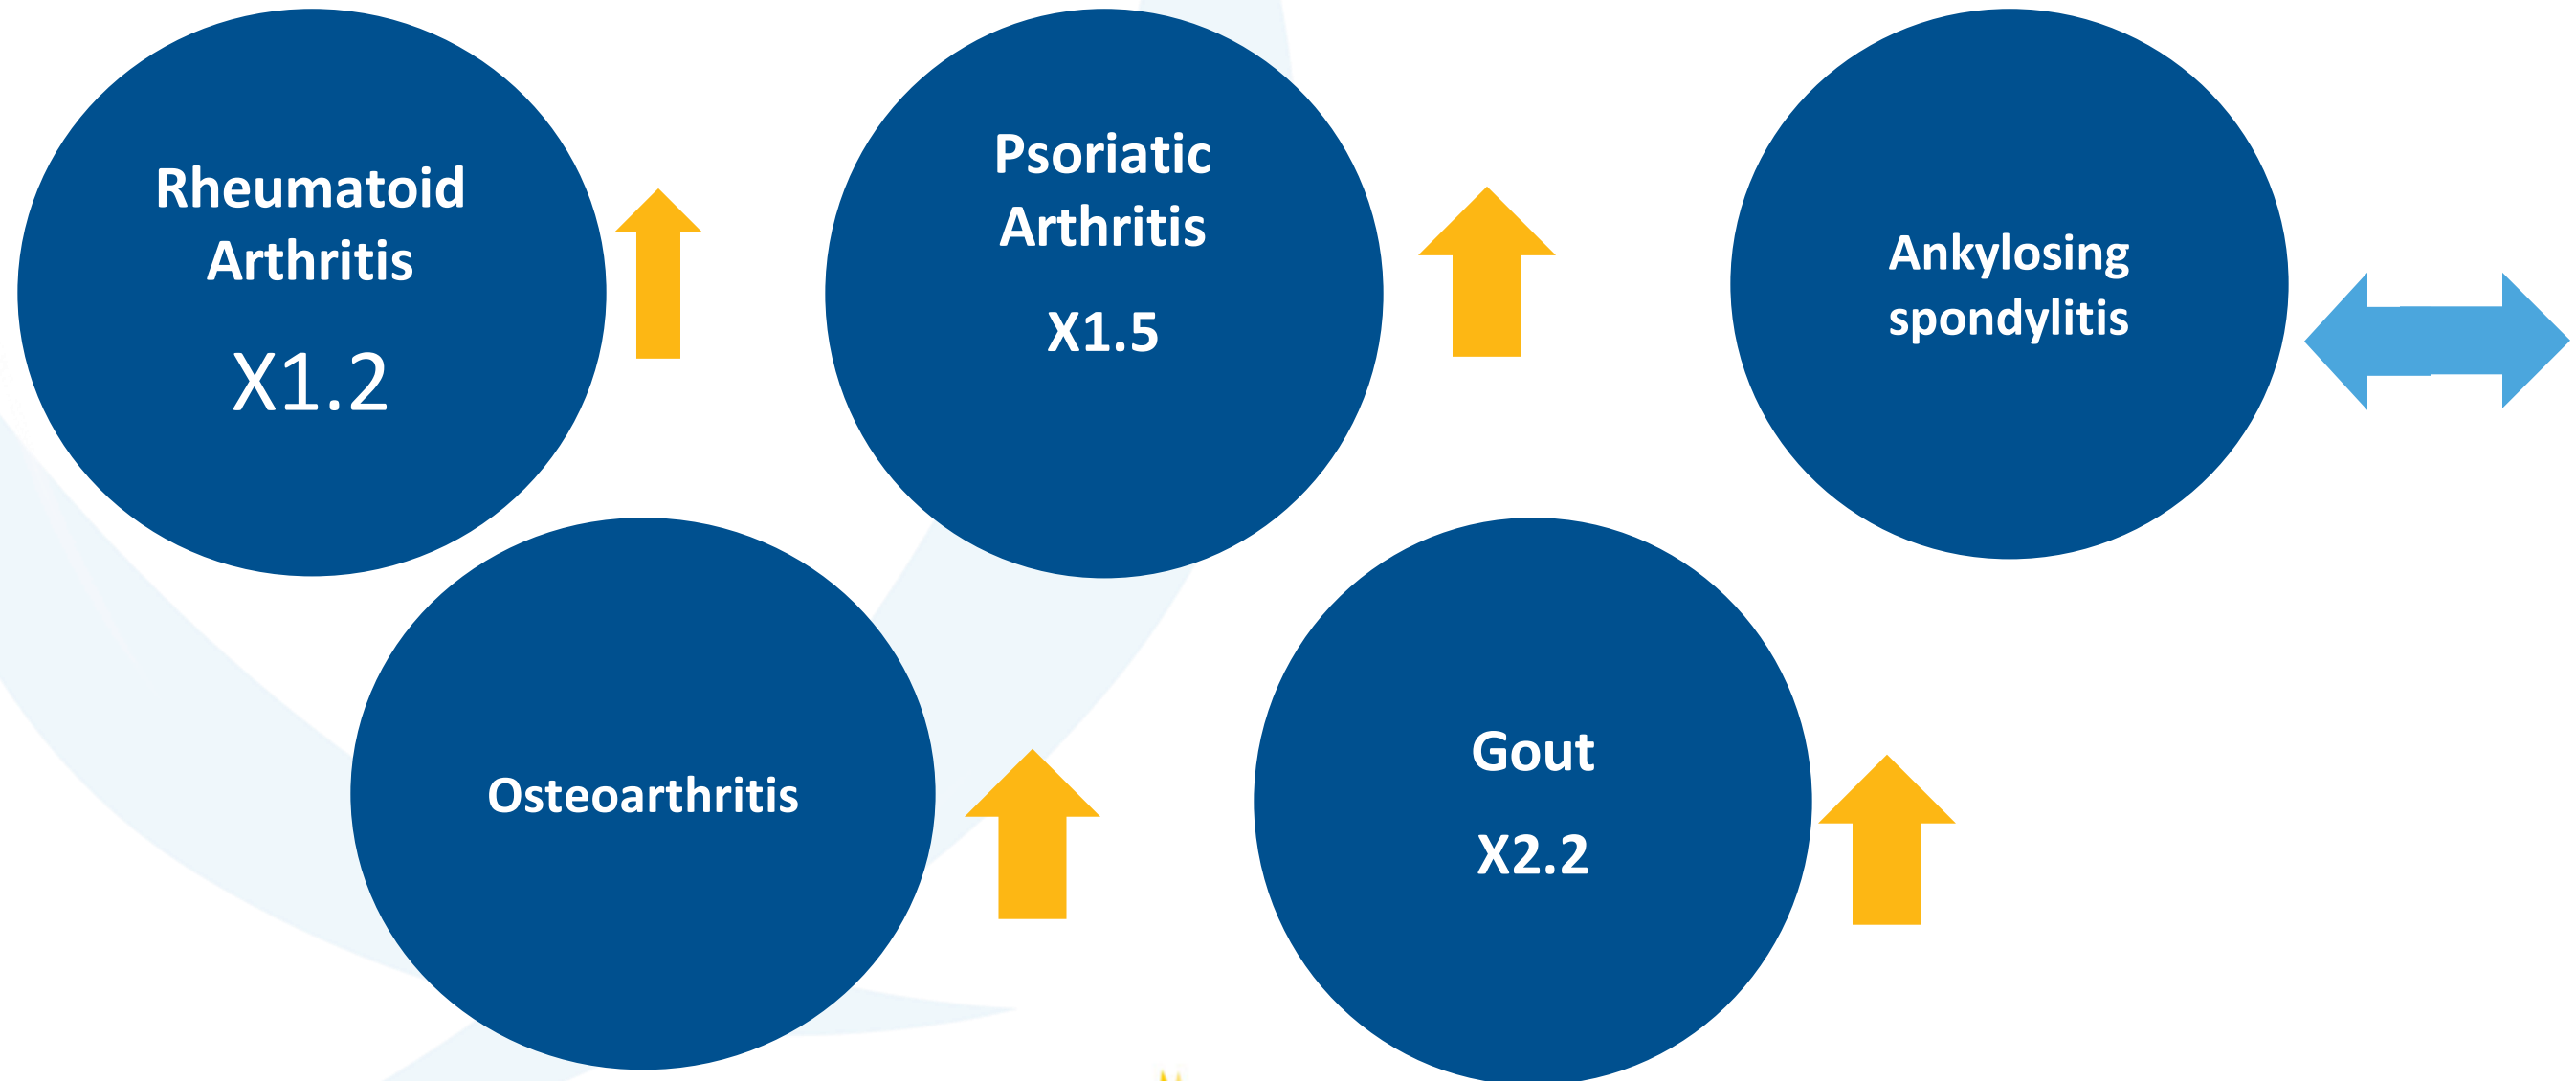 Rheumatoid
Arthritis
X1.2
Psoriatic
Arthritis
X1.5
Ankylosing
spondylitis
Osteoarthritis
Gout
X2.2